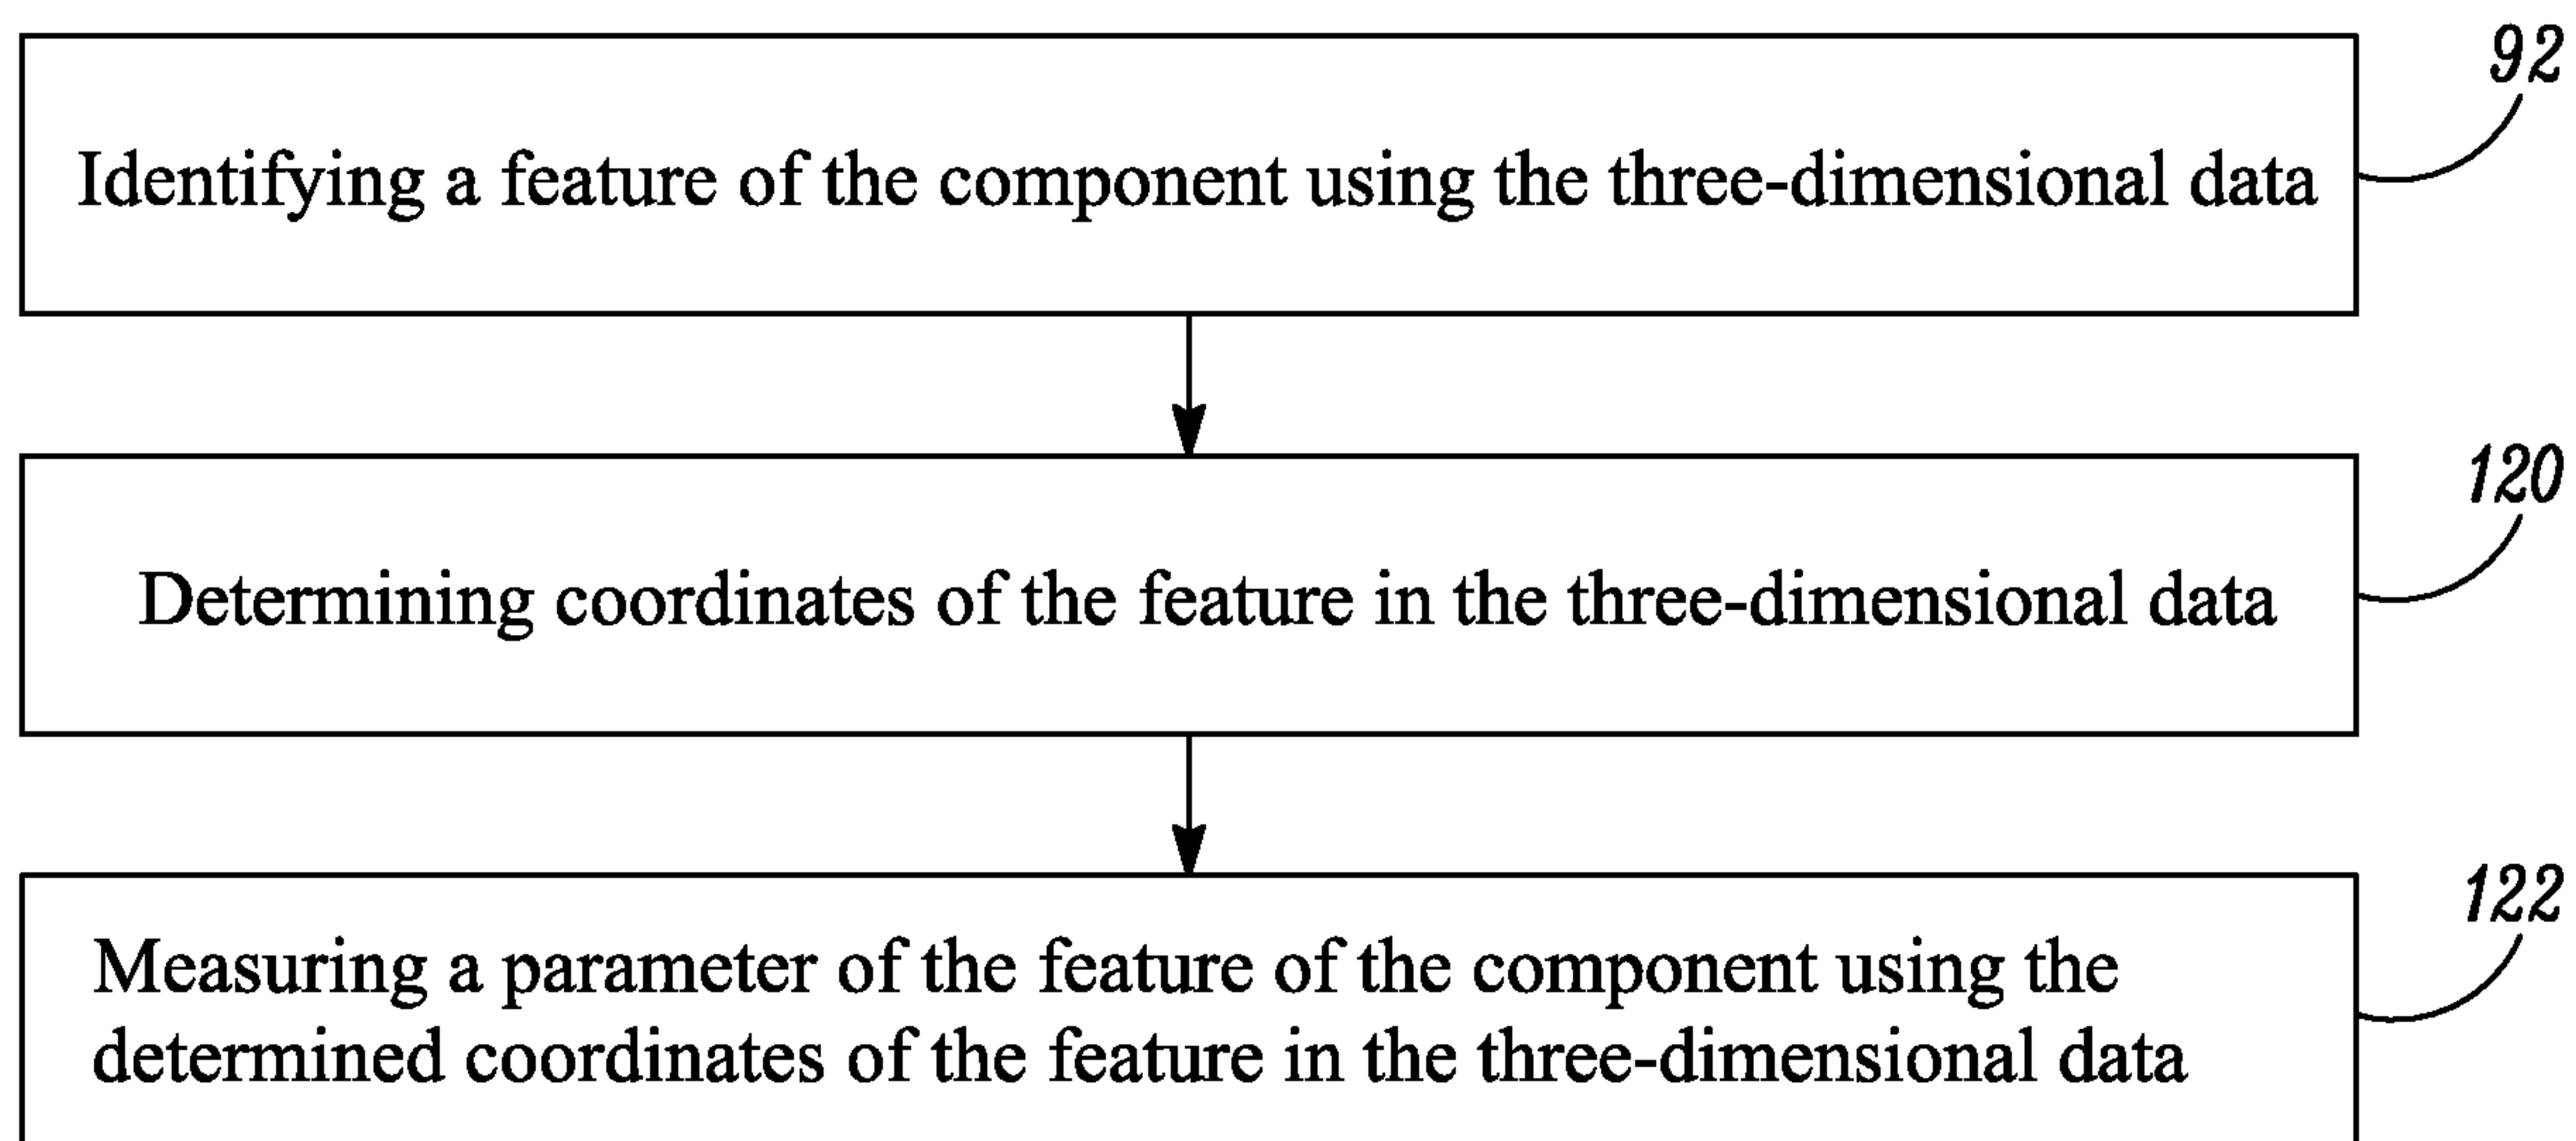 92
Identifying a feature of the component using the three-dimensional data
120
Determining coordinates of the feature in the three-dimensional data
122
Measuring a parameter of the feature of the component using the
determined coordinates of the feature in the three-dimensional data